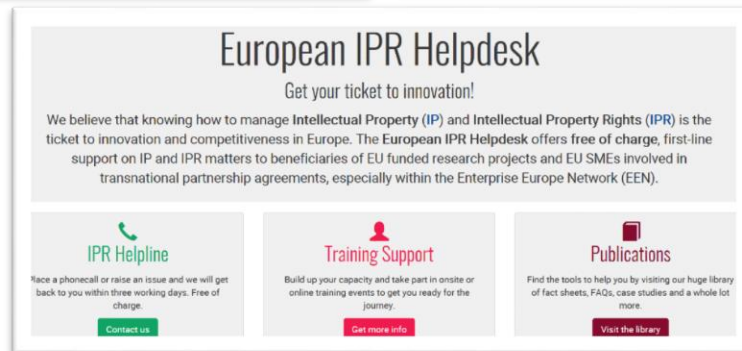 European IPR Helpdesk
Get your ticket to innovation!
We believe that knowing how to manage Intellectual Property (IP) and Intellectual Property Rights (IPR) is the
ticket to innovation and competitiveness in Europe. The European IPR Helpdesk offers free of charge, first-line
support on IP and IPR matters to beneficiaries of EU funded research projects and EU SMEs involved in
transnational partnership agreements, especially within the Enterprise Europe Network (EEN).
IPR Helpline
Place a phonecall or raise an issue and we will get
back to you within three working days. Free of
charge.
Contact us
Training Support
Build up your capacity and take part in onsite or
online training events to get you ready for the
journey.
Get more info
Publications
Find the tools to help you by visiting our huge library
of fact sheets, FAQs, case studies and a whole lot
more.
Visit the library